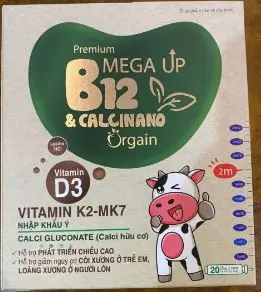 Premium
MEGA UP
B12
& CALCINANO
Orgain
Lysine HCl
Vitamin
D3
2m
VITAMIN K2-MK7
NHẬP KHẨU Ý
CALCI GLUCONATE (Calci hữu cơ)
✓ Hỗ trợ PHÁT TRIỂN CHIỀU CAO
✓ Hỗ trợ giảm nguy cơ CÒI XƯƠNG Ở TRẺ EM,
LOÃNG XƯƠNG Ở NGƯỜI LỚN
20